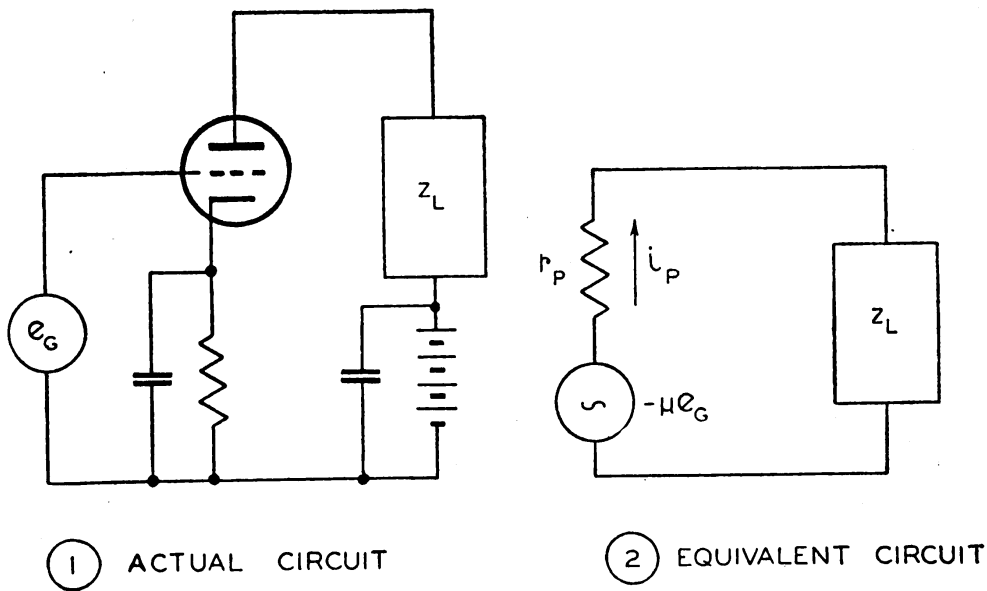 Z_L
e_G
r_P
i_P
Z_L
-μe_G
1 ACTUAL CIRCUIT
2 EQUIVALENT CIRCUIT